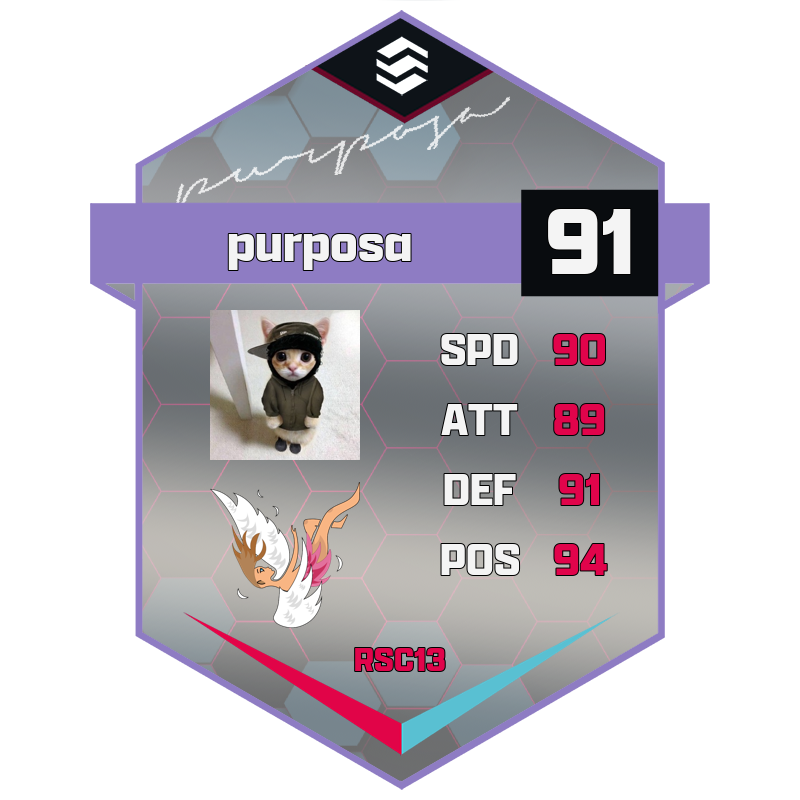 purposa
purposa
91
SPD 90
ATT 89
DEF 91
POS 94
RSC13